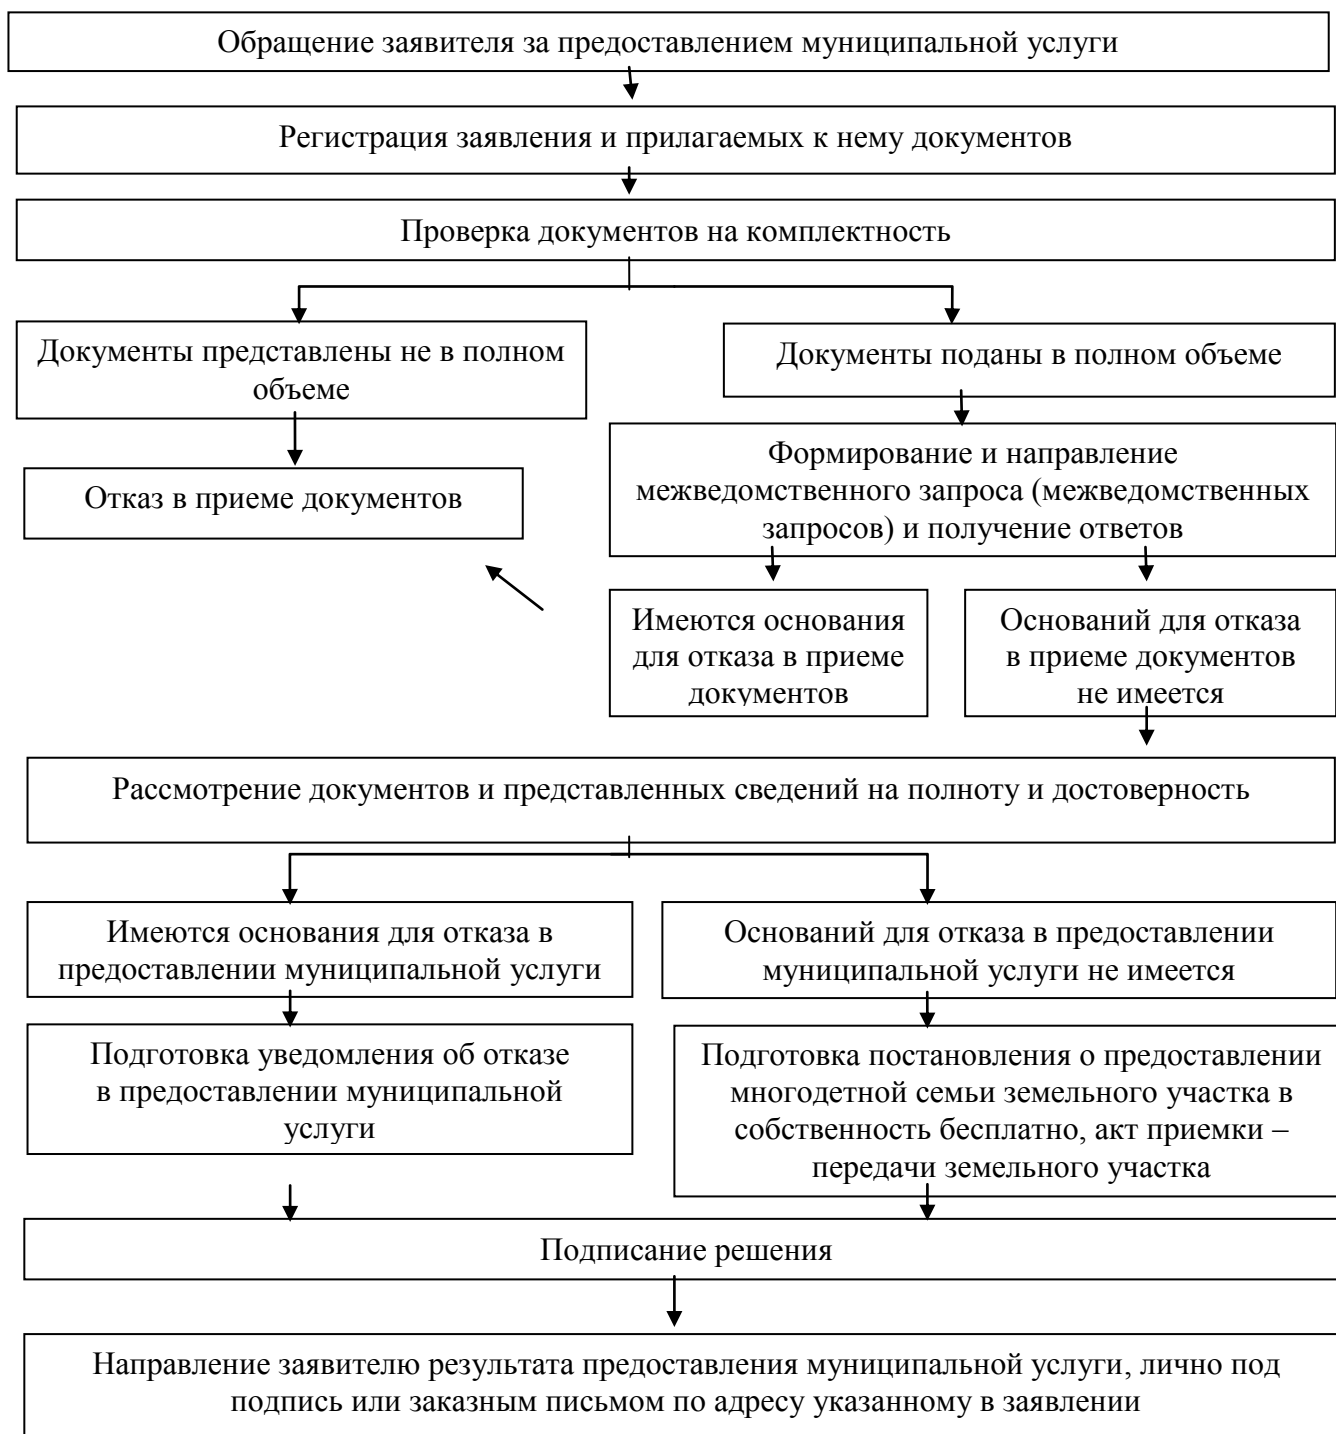 Обращение заявителя за предоставлением муниципальной услуги
Регистрация заявления и прилагаемых к нему документов
Проверка документов на комплектность
Документы представлены не в полном
объеме
Документы поданы в полном объеме
Отказ в приеме документов
Формирование и направление
межведомственного запроса (межведомственных
запросов) и получение ответов
Имеются основания
для отказа в приеме
документов
Оснований для отказа
в приеме документов
не имеется
Рассмотрение документов и представленных сведений на полноту и достоверность
Имеются основания для отказа в
предоставлении муниципальной услуги
Оснований для отказа в предоставлении
муниципальной услуги не имеется
Подготовка уведомления об отказе
в предоставлении муниципальной
услуги
Подготовка постановления о предоставлении
многодетной семьи земельного участка в
собственность бесплатно, акт приемки –
передачи земельного участка
Подписание решения
Направление заявителю результата предоставления муниципальной услуги, лично под
подпись или заказным письмом по адресу указанному в заявлении